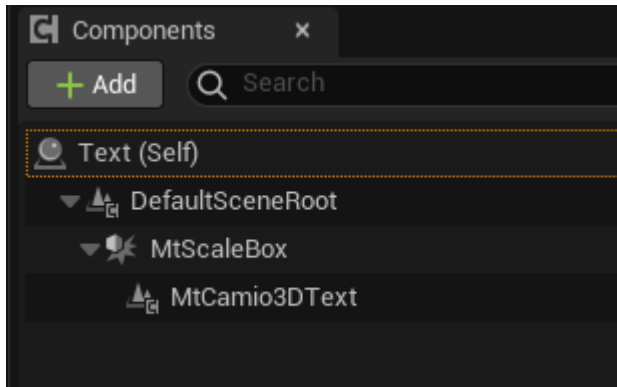 Components
Add
Search
Text (Self)
DefaultSceneRoot
MtScaleBox
MtCamio3DText